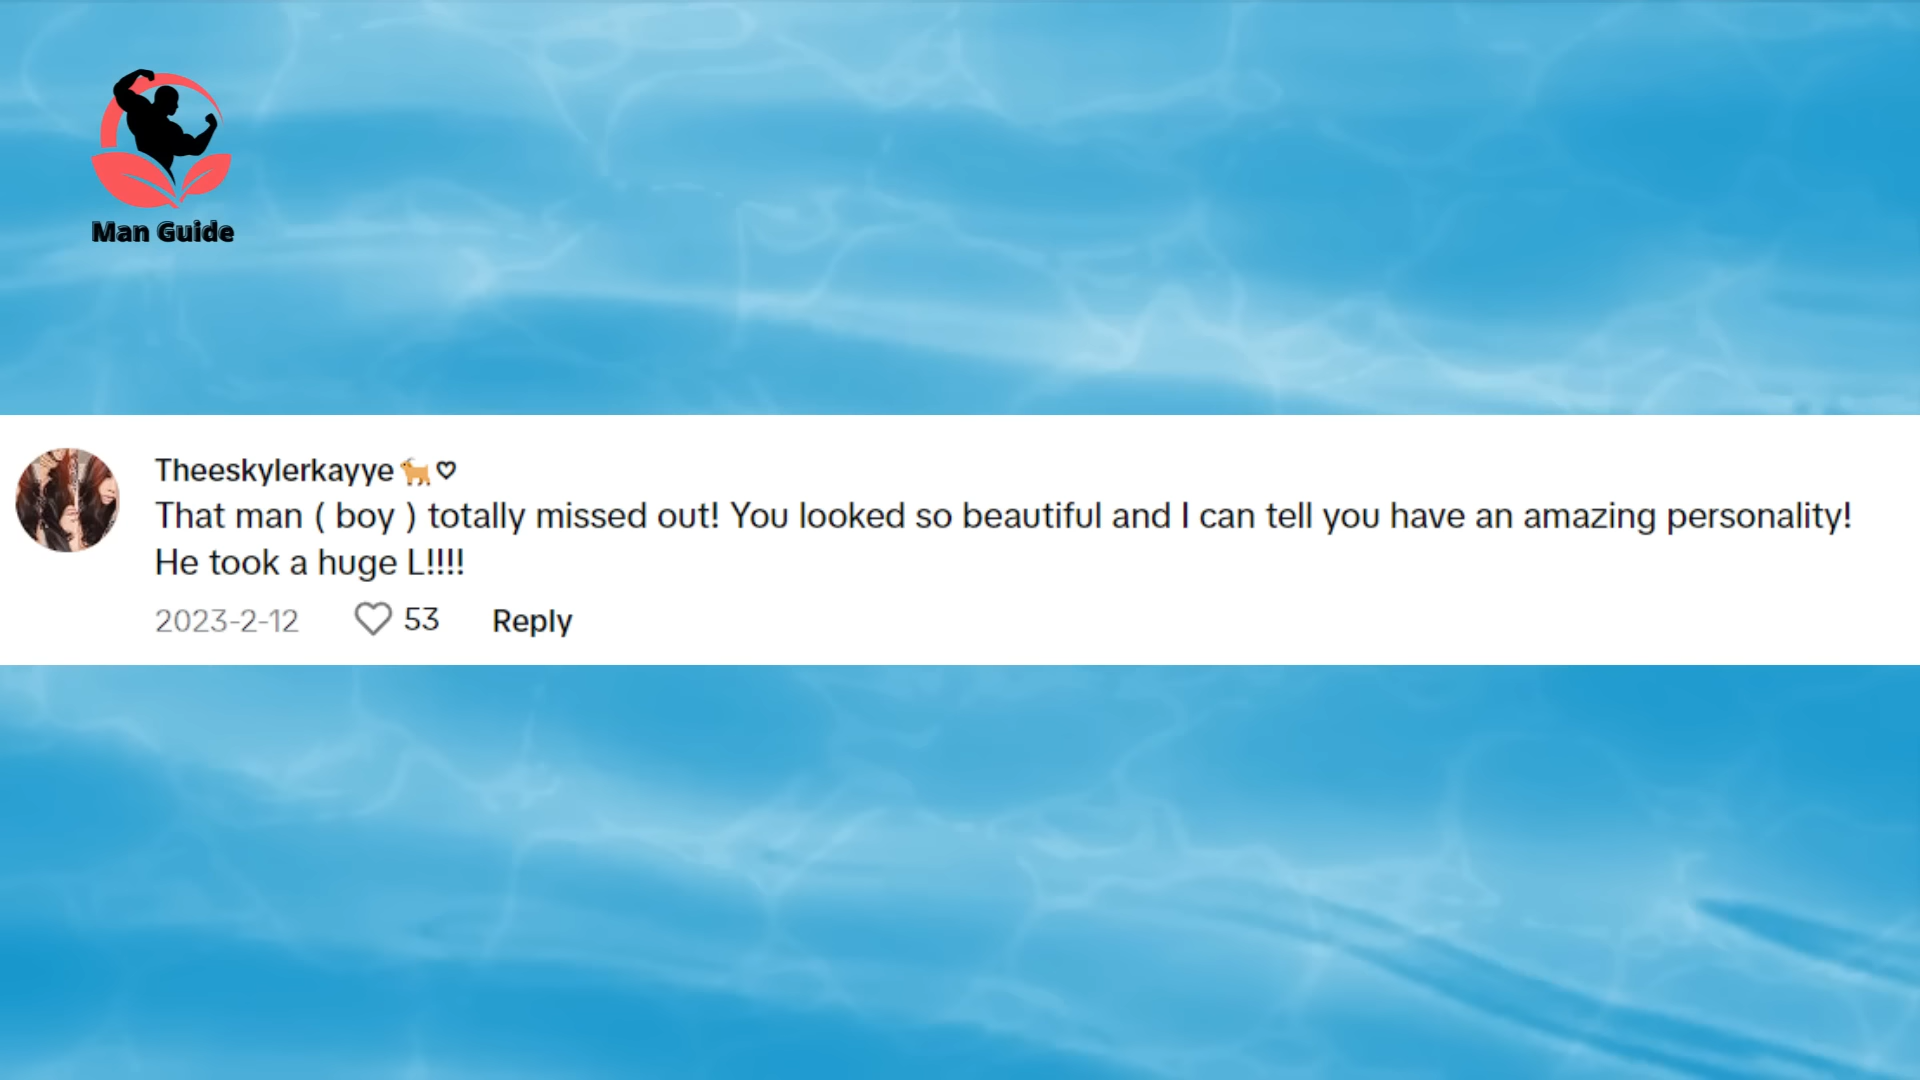 Man Guide
Theeskylerkayye🐐♡
That man ( boy ) totally missed out! You looked so beautiful and I can tell you have an amazing personality!
He took a huge L!!!!
2023-2-12 53 Reply